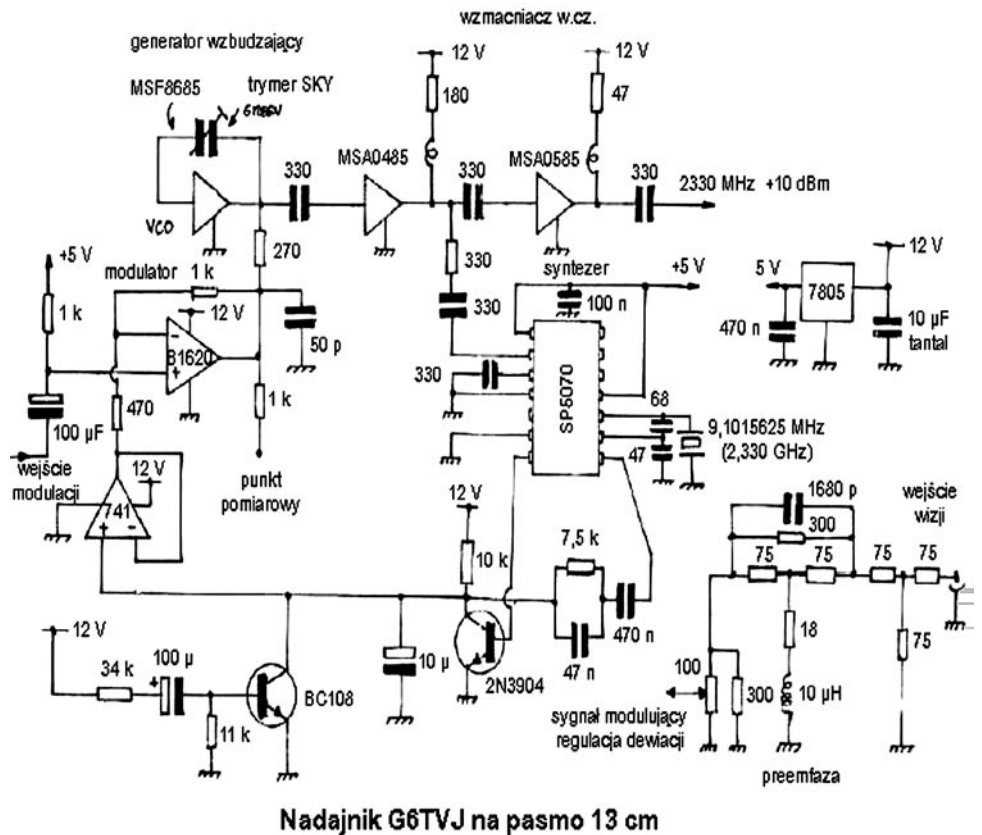 wzmacniacz w.cz.
generator wzbudzający
12 V
12 V
MSF8685
trymer SKY
GREEN
180
47
330
MSA0485
330
MSA0585
330
2330 MHz +10 dBm
VCO
270
+5 V
modulator
1 k
330
syntezer
+5 V
12 V
5 V
7805
1 k
12 V
330
100 n
470 n
10 µF
tantal
50 p
B1620
330
SP5070
68
9,1015625 MHz
(2,330 GHz)
470
1 k
47
100 µF
wejście
modulacji
12 V
punkt
pomiarowy
741
12 V
1680 p
wejście
wizji
300
10 k
7,5 k
75
75
75
75
470 n
18
75
12 V
34 k
100 µ
10 µ
47 n
100
300
10 µH
BC108
2N3904
sygnał modulujący
regulacja dewiacji
11 k
preemfaza
Nadajnik G6TVJ na pasmo 13 cm